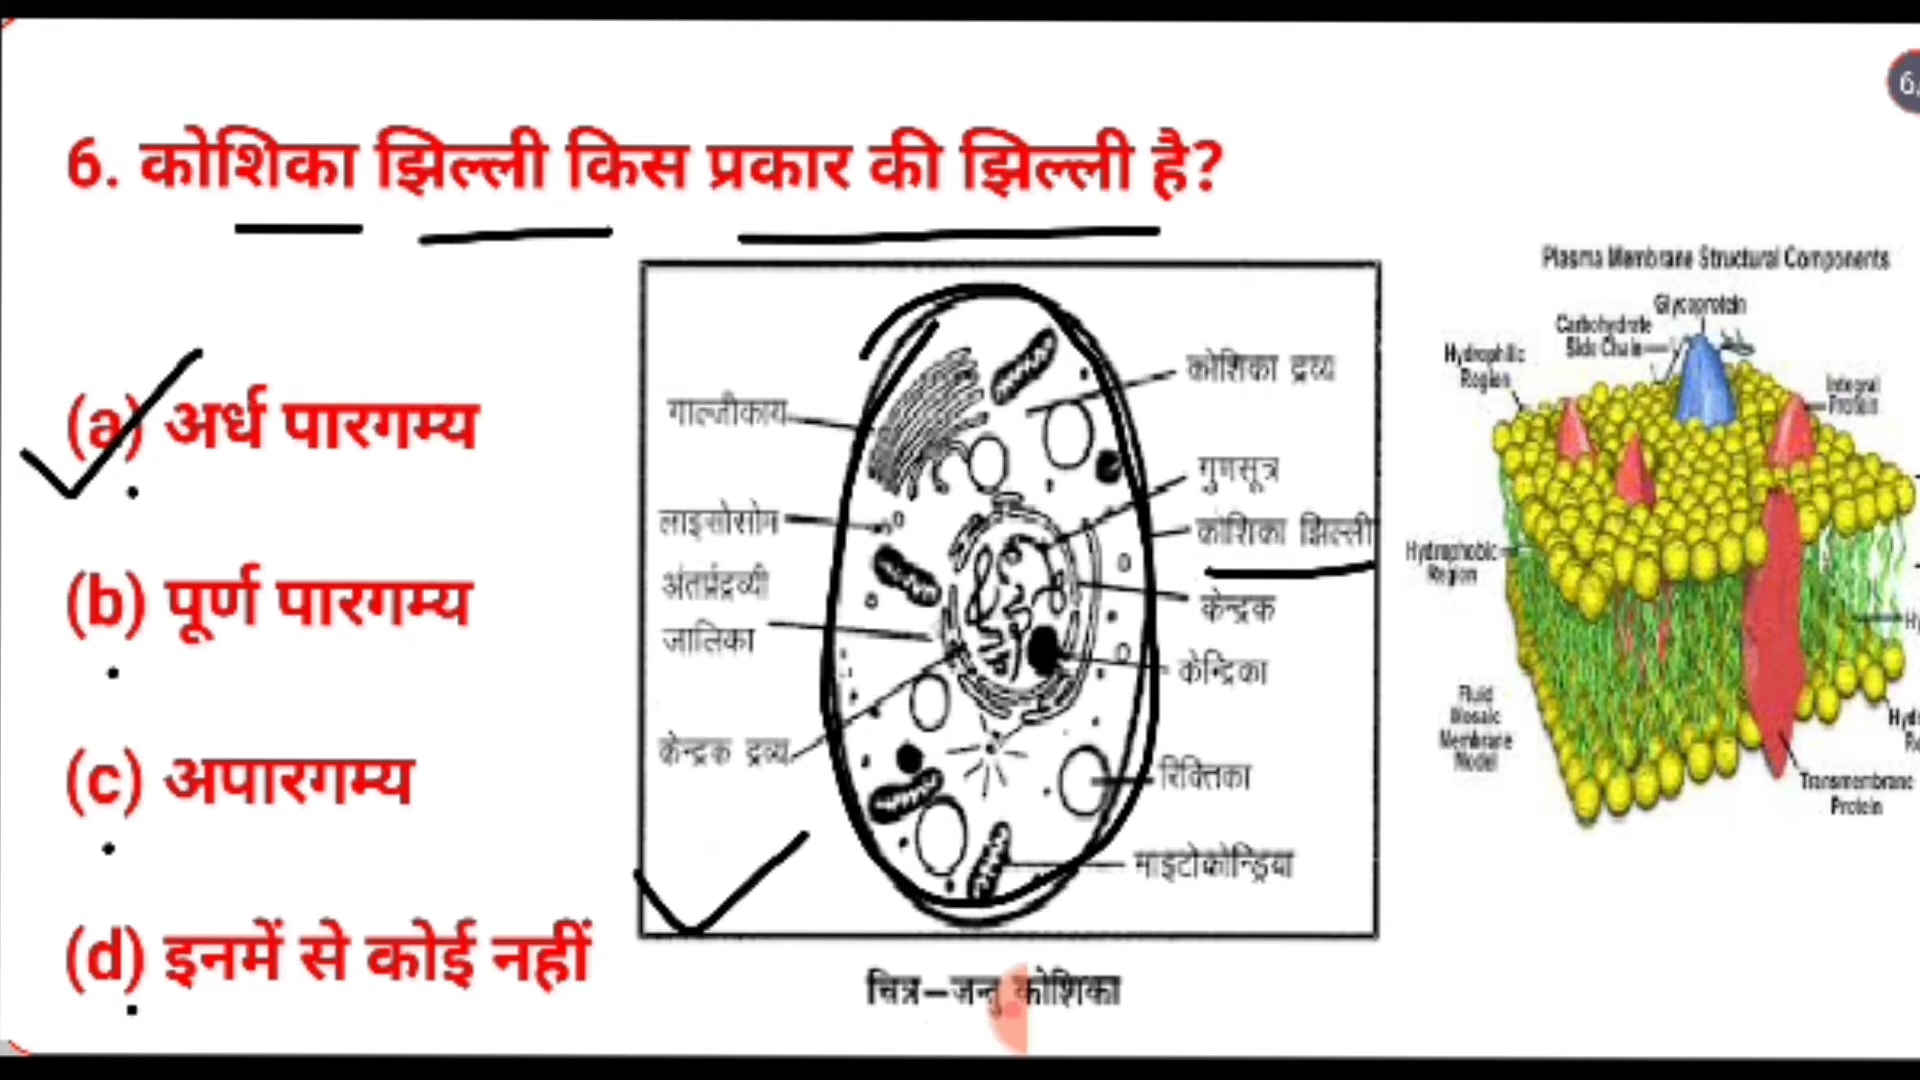 6. कोशिका झिल्ली किस प्रकार की झिल्ली है?
(a) अर्ध पारगम्य
(b) पूर्ण पारगम्य
(c) अपारगम्य
(d) इनमें से कोई नहीं
गाल्जीकाय
लाइसोसोम
अंतर्प्रद्रव्यी
जालिका
केन्द्रक द्रव्य
कोशिका द्रव्य
गुणसूत्र
कोशिका झिल्ली
केन्द्रक
केन्द्रिका
रिक्तिका
माइटोकोन्ड्रिया
चित्र–जन्तु कोशिका
Plasma Membrane Structural Components
Glycoprotein
Carbohydrate
Side Chain
Hydrophilic
Region
Integral
Protein
Hydrophobic
Region
Fluid
Mosaic
Membrane
Model
Transmembrane
Protein